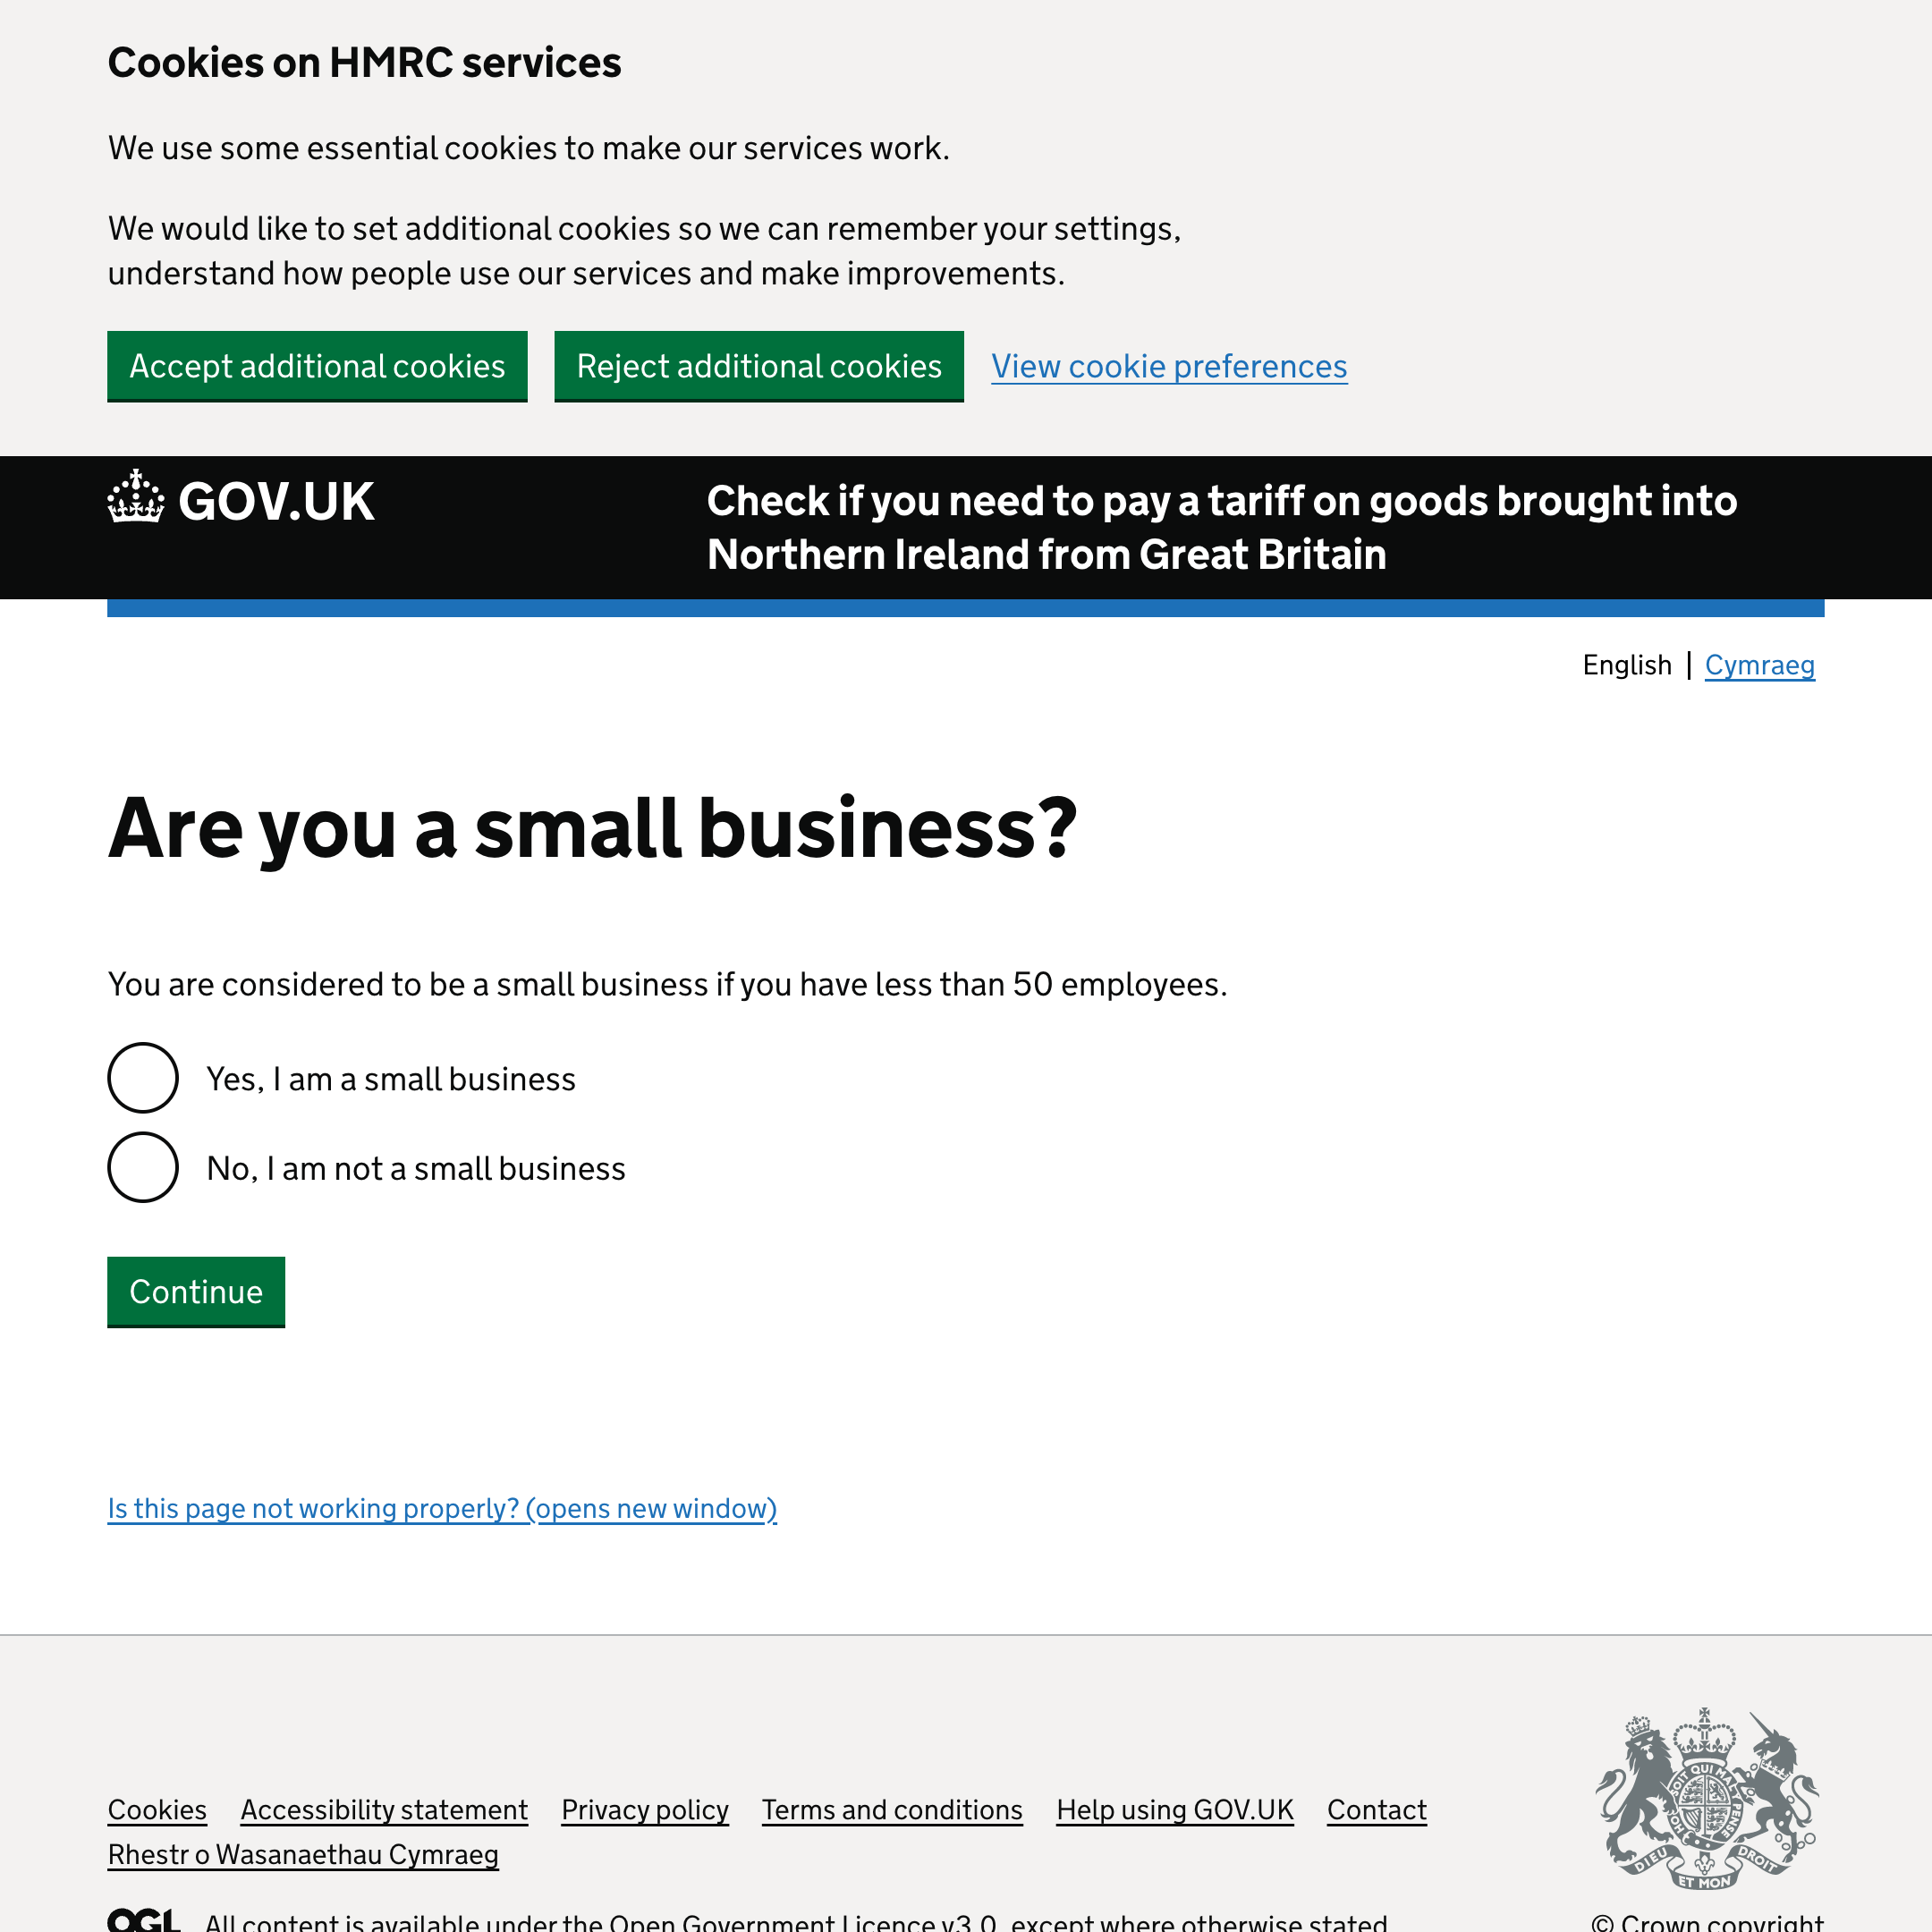 Cookies on HMRC services
We use some essential cookies to make our services work.
We would like to set additional cookies so we can remember your settings,
understand how people use our services and make improvements.
Accept additional cookies Reject additional cookies View cookie preferences
GOV.UK
Check if you need to pay a tariff on goods brought into
Northern Ireland from Great Britain
English | Cymraeg
Are you a small business?
You are considered to be a small business if you have less than 50 employees.
Yes, I am a small business
No, I am not a small business
Continue
Is this page not working properly? (opens new window)
Cookies Accessibility statement Privacy policy Terms and conditions Help using GOV.UK Contact
Rhestr o Wasanaethau Cymraeg
DIEU ET MON DROIT
OGL All content is available under the Open Government Licence v3.0, except where otherwise stated
© Crown copyright